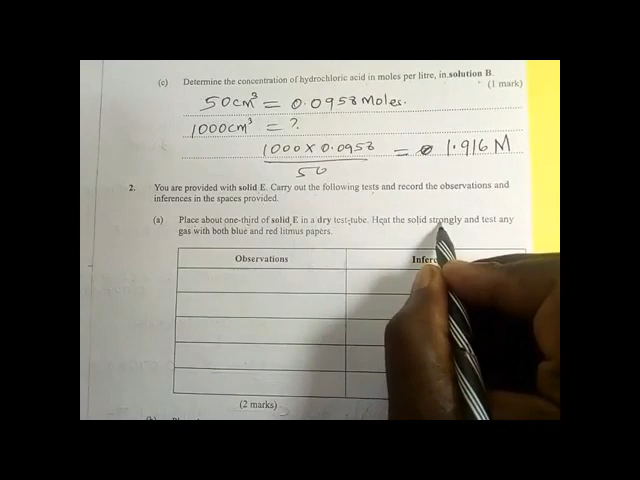 (c) Determine the concentration of hydrochloric acid in moles per litre, in solution B.
(1 mark)
50cm³ = 0.0958 Moles.
1000cm³ = ?
1000 x 0.0958 = 1.916 M
50
2. You are provided with solid E. Carry out the following tests and record the observations and
inferences in the spaces provided.
(a) Place about one-third of solid E in a dry test-tube. Heat the solid strongly and test any
gas with both blue and red litmus papers.
Observations
(2 marks)